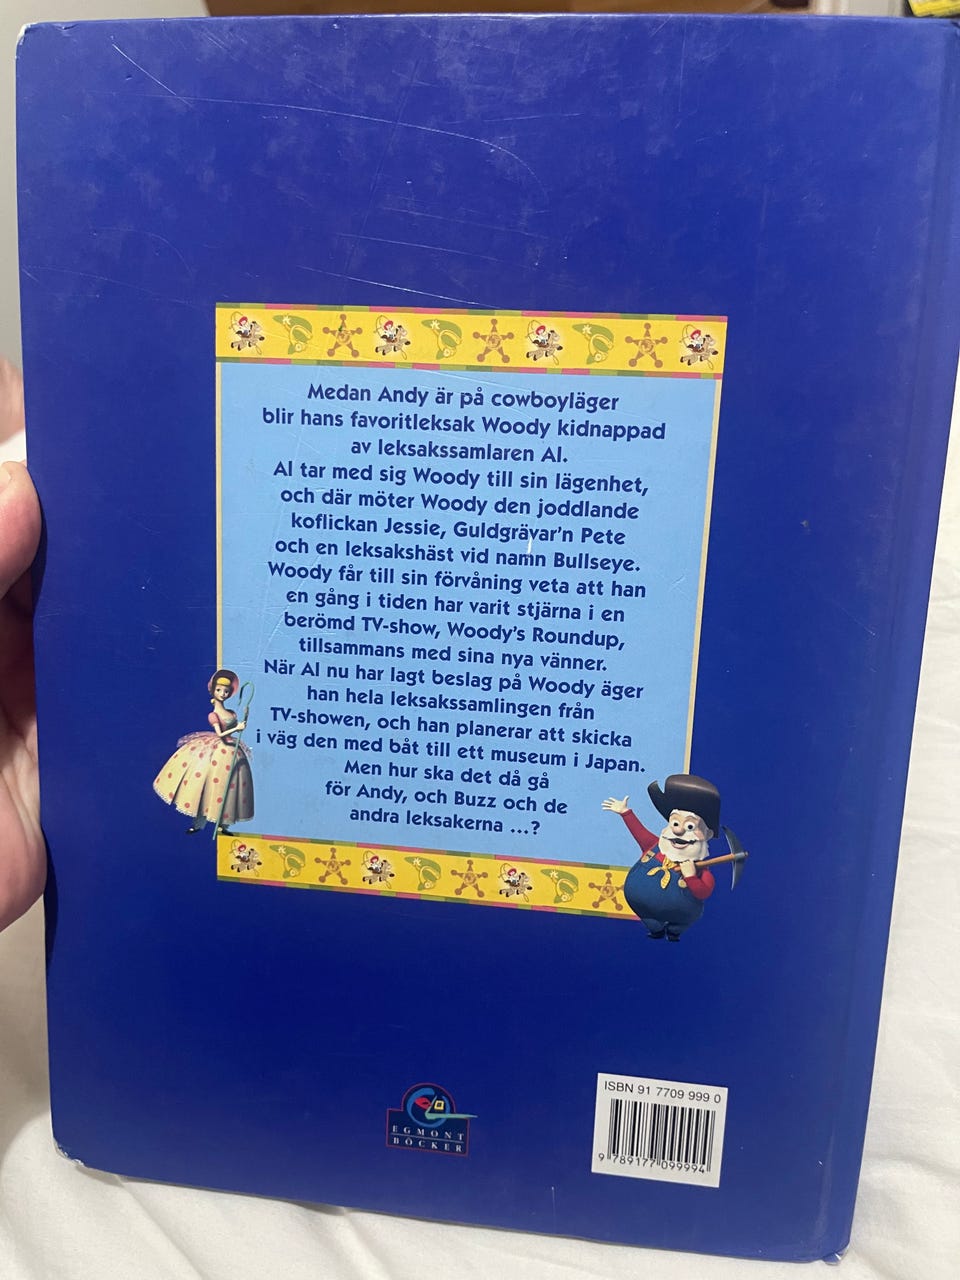 Medan Andy är på cowboyläger
blir hans favoritleksak Woody kidnappad
av leksakssamlaren Al.
Al tar med sig Woody till sin lägenhet,
och där möter Woody den joddlande
koflickan Jessie, Guldgrävar'n Pete
och en leksakshäst vid namn Bullseye.
Woody får till sin förvåning veta att han
en gång i tiden har varit stjärna i en
berömd TV-show, Woody's Roundup,
tillsammans med sina nya vänner.
När Al nu har lagt beslag på Woody äger
han hela leksakssamlingen från
TV-showen, och han planerar att skicka
i väg den med båt till ett museum i Japan.
Men hur ska det då gå
för Andy, och Buzz och de
andra leksakerna ...?
EGMONT
BÖCKER
ISBN 91 7709 999 0
9 789177 099994